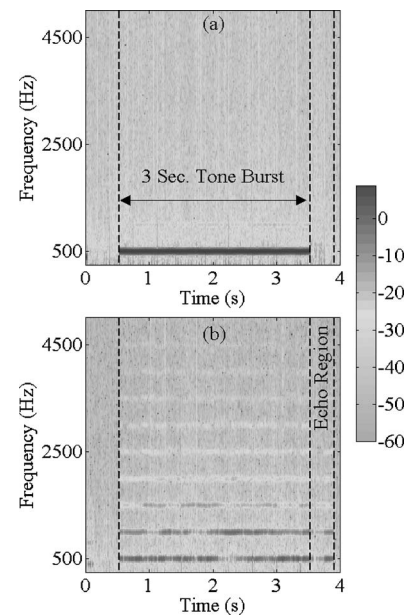 (a)
4500
2500
500
Frequency (Hz)
3 Sec. Tone Burst
0 1 2 3 4
Time (s)
0
-10
-20
-30
-40
-50
-60
(b)
4500
2500
500
Frequency (Hz)
Echo Region
0 1 2 3 4
Time (s)